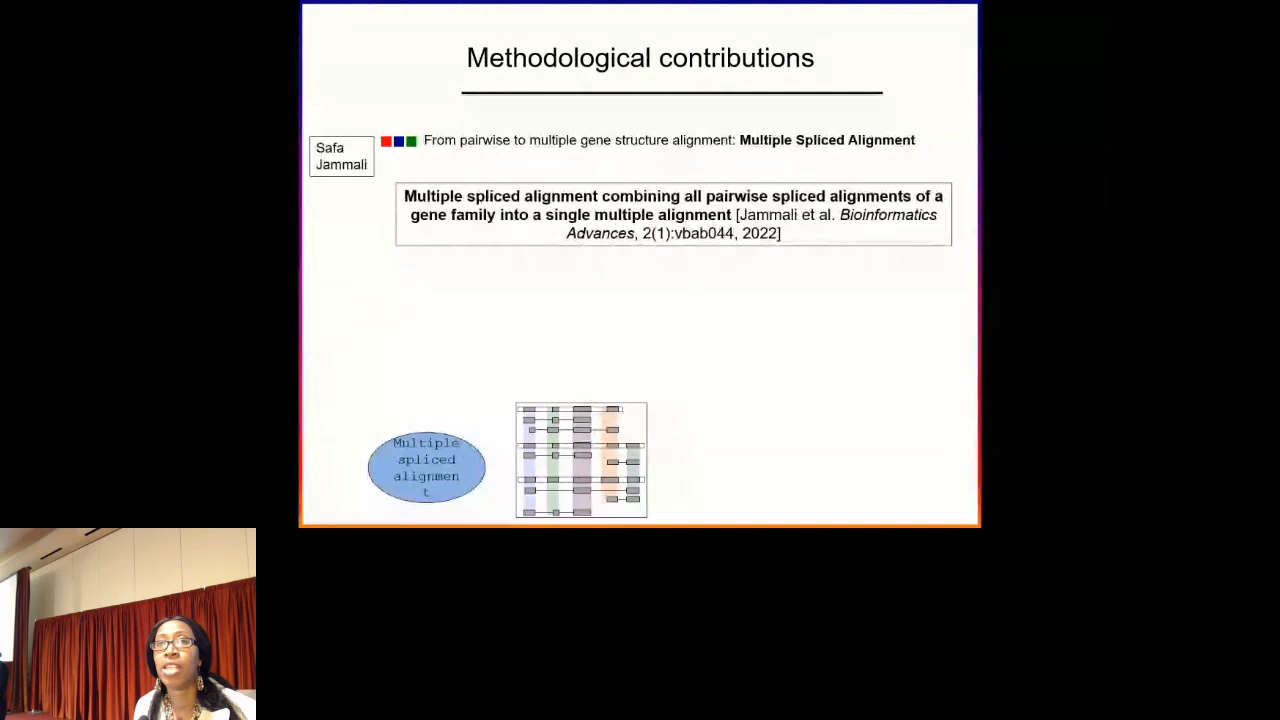 Methodological contributions
Safa
Jammali
From pairwise to multiple gene structure alignment: Multiple Spliced Alignment
Multiple spliced alignment combining all pairwise spliced alignments of a
gene family into a single multiple alignment [Jammali et al. Bioinformatics
Advances, 2(1):vbab044, 2022]
Multiple
spliced
alignmen
t